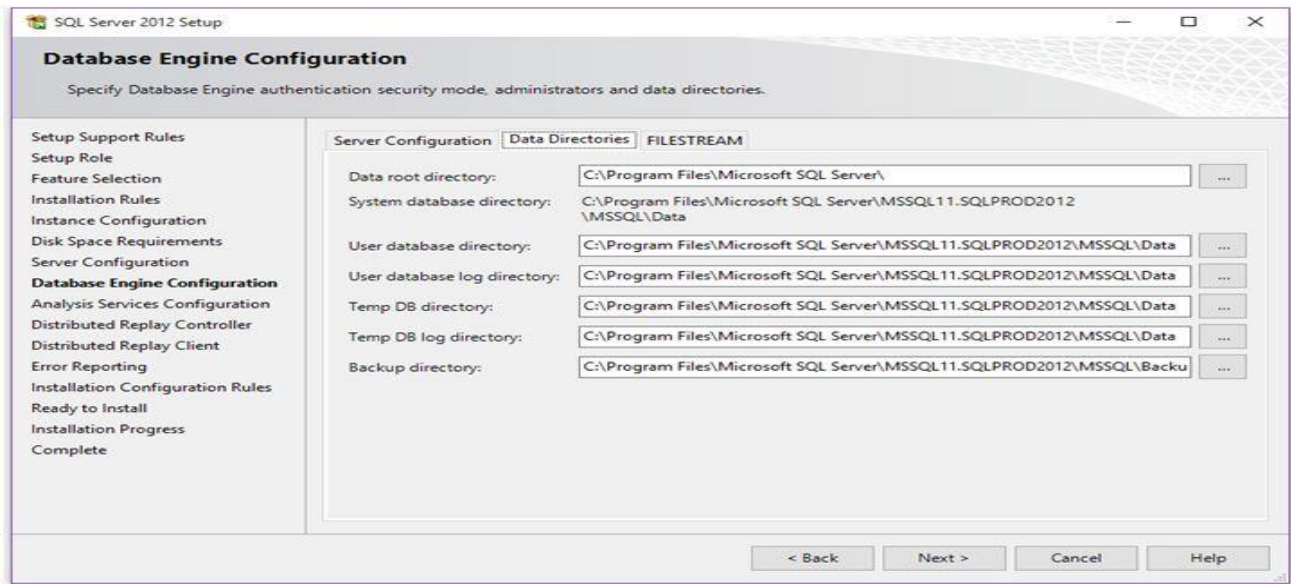 SQL Server 2012 Setup
Database Engine Configuration
Specify Database Engine authentication security mode, administrators and data directories.
Setup Support Rules
Setup Role
Feature Selection
Installation Rules
Instance Configuration
Disk Space Requirements
Server Configuration
Database Engine Configuration
Analysis Services Configuration
Distributed Replay Controller
Distributed Replay Client
Error Reporting
Installation Configuration Rules
Ready to Install
Installation Progress
Complete
Server Configuration Data Directories FILESTREAM
Data root directory: C:\Program Files\Microsoft SQL Server\ ...
System database directory: C:\Program Files\Microsoft SQL Server\MSSQL11.SQLPROD2012
\MSSQL\Data
User database directory: C:\Program Files\Microsoft SQL Server\MSSQL11.SQLPROD2012\MSSQL\Data ...
User database log directory: C:\Program Files\Microsoft SQL Server\MSSQL11.SQLPROD2012\MSSQL\Data ...
Temp DB directory: C:\Program Files\Microsoft SQL Server\MSSQL11.SQLPROD2012\MSSQL\Data ...
Temp DB log directory: C:\Program Files\Microsoft SQL Server\MSSQL11.SQLPROD2012\MSSQL\Data ...
Backup directory: C:\Program Files\Microsoft SQL Server\MSSQL11.SQLPROD2012\MSSQL\Backu ...
< Back Next > Cancel Help